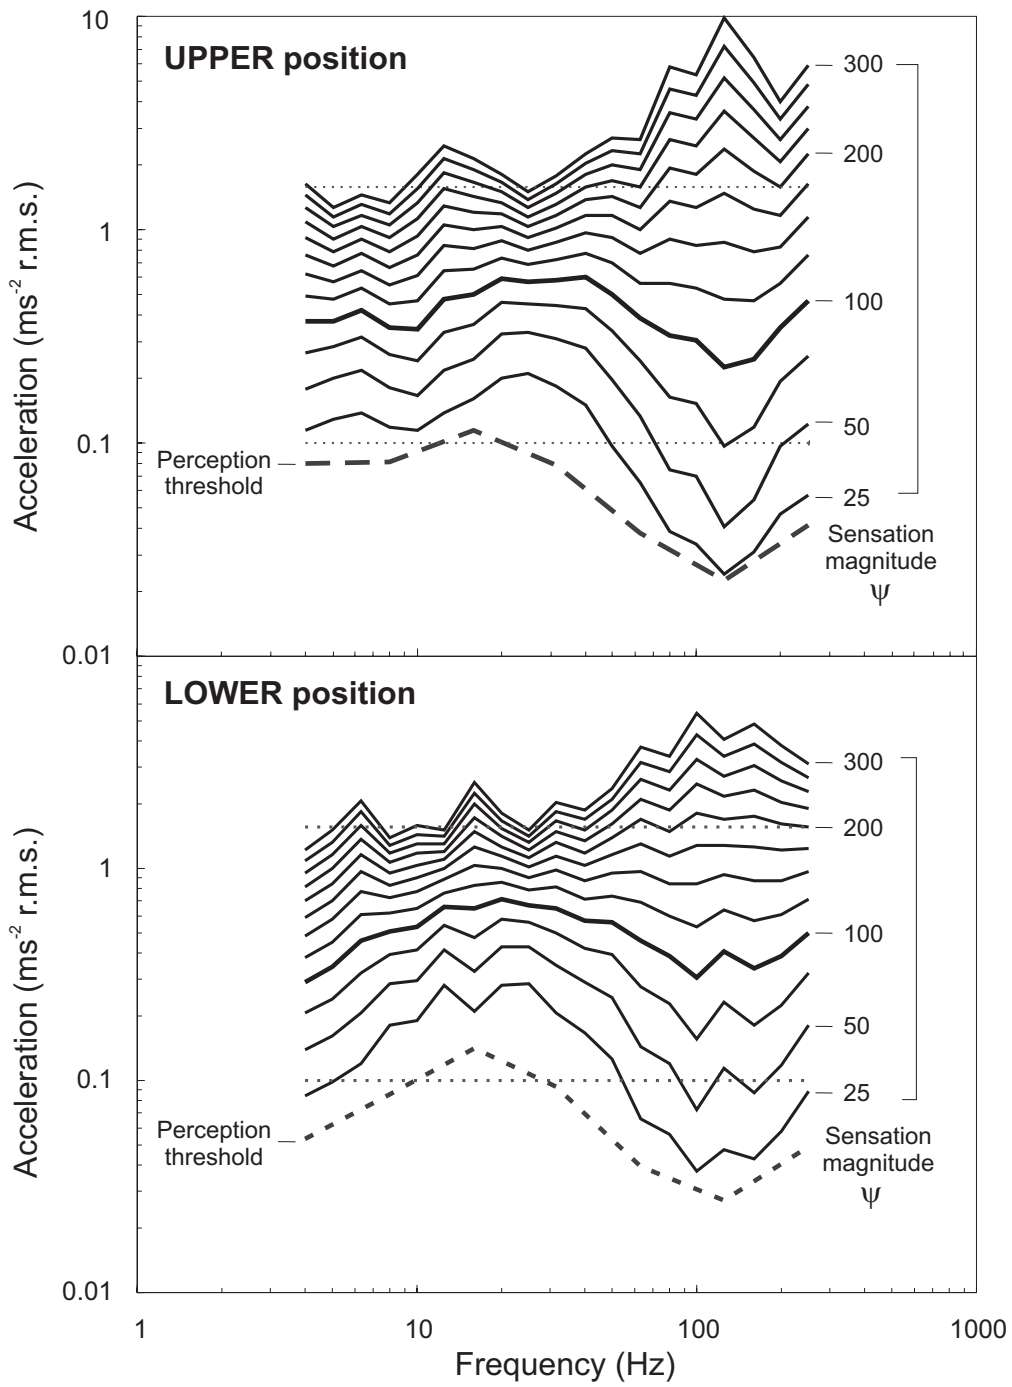 10
UPPER position
300
200
1
100
50
0.1
Perception
threshold
25
Sensation
magnitude
ψ
0.01
Acceleration (ms-2 r.m.s.)
LOWER position
300
200
1
100
50
0.1
25
Perception
threshold
Sensation
magnitude
ψ
0.01
Acceleration (ms-2 r.m.s.)
1 10 100 1000
Frequency (Hz)